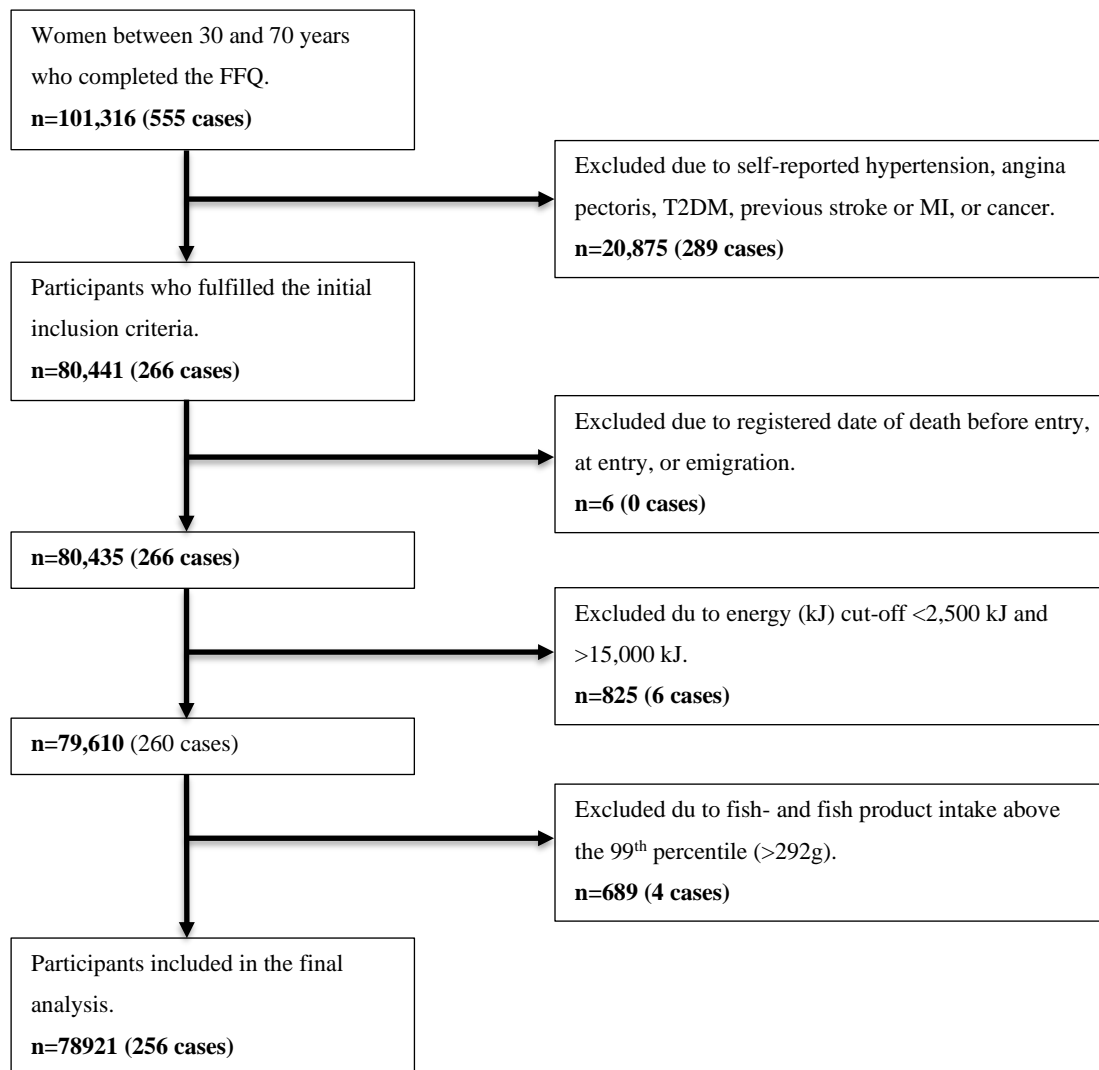 Women between 30 and 70 years
who completed the FFQ.
n=101,316 (555 cases)
Excluded due to self-reported hypertension, angina
pectoris, T2DM, previous stroke or MI, or cancer.
n=20,875 (289 cases)
Participants who fulfilled the initial
inclusion criteria.
n=80,441 (266 cases)
Excluded due to registered date of death before entry,
at entry, or emigration.
n=6 (0 cases)
n=80,435 (266 cases)
Excluded du to energy (kJ) cut-off <2,500 kJ and
>15,000 kJ.
n=825 (6 cases)
n=79,610 (260 cases)
Excluded du to fish- and fish product intake above
the 99th percentile (>292g).
n=689 (4 cases)
Participants included in the final
analysis.
n=78921 (256 cases)